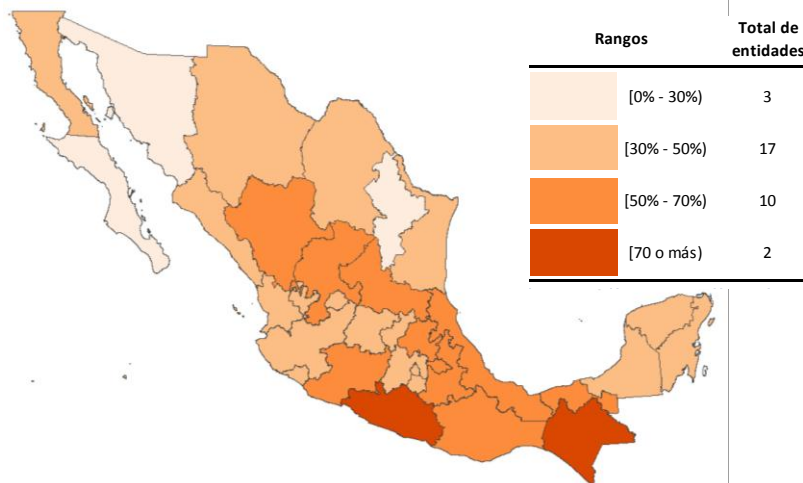 Rangos Total de
entidades
[0% - 30%) 3
[30% - 50%) 17
[50% - 70%) 10
[70 o más) 2